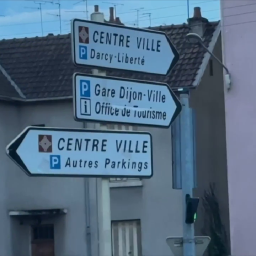 CENTRE VILLE
P Darcy-Liberté
P Gare Dijon-Ville
i Office de Tourisme
CENTRE VILLE
P Autres Parkings